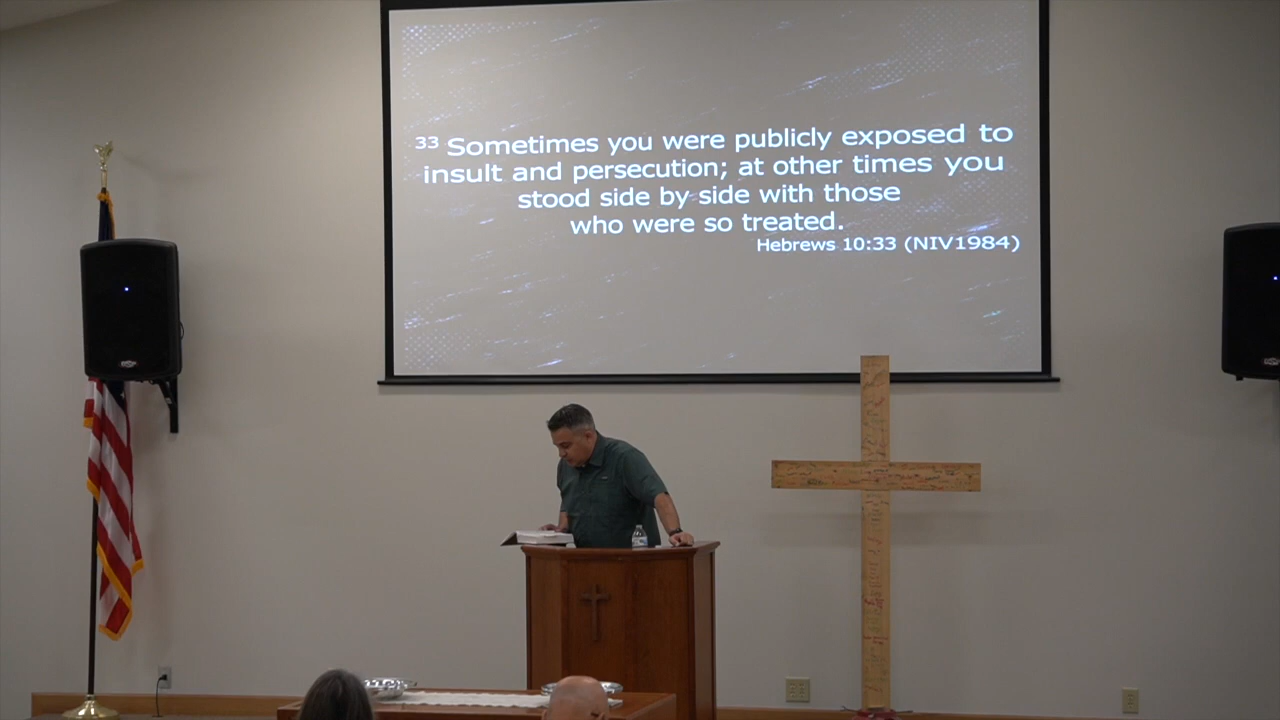 33 Sometimes you were publicly exposed to
insult and persecution; at other times you
stood side by side with those
who were so treated.
Hebrews 10:33 (NIV1984)